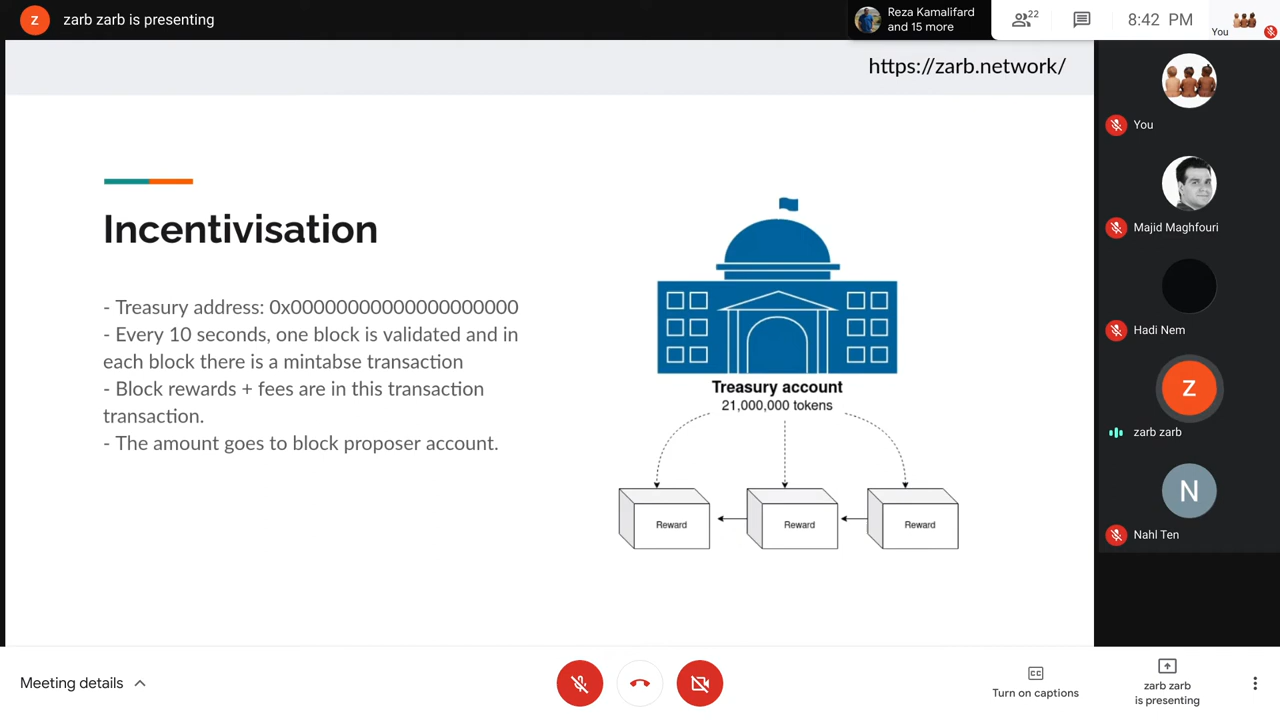 Z
zarb zarb is presenting
Reza Kamalifard
and 15 more
22
8:42 PM
You
https://zarb.network/
Incentivisation
- Treasury address: 0x00000000000000000000
- Every 10 seconds, one block is validated and in
each block there is a mintabse transaction
- Block rewards + fees are in this transaction
transaction.
- The amount goes to block proposer account.
Treasury account
21,000,000 tokens
Reward
Reward
Reward
You
Majid Maghfouri
Hadi Nem
Z
zarb zarb
N
Nahl Ten
Meeting details
CC
Turn on captions
zarb zarb
is presenting